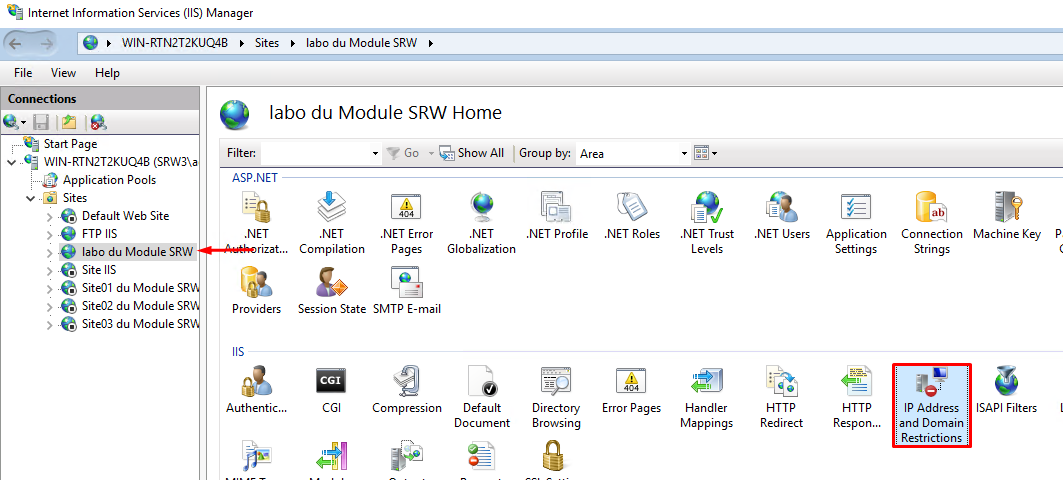 Internet Information Services (IIS) Manager
WIN-RTN2T2KUQ4B Sites labo du Module SRW
File View Help
Connections
Start Page
WIN-RTN2T2KUQ4B (SRW3\a
Application Pools
Sites
Default Web Site
FTP IIS
labo du Module SRW
Site IIS
Site01 du Module SRW
Site02 du Module SRW
Site03 du Module SRW
labo du Module SRW Home
Filter: Go Show All Group by: Area
ASP.NET
.NET Authorizat...
.NET Compilation
404
.NET Error Pages
.NET Globalization
.NET Profile
.NET Roles
.NET Trust Levels
.NET Users
Application Settings
ab
Connection Strings
Machine Key
Providers
Session State
SMTP E-mail
IIS
Authentic...
CGI
CGI
Compression
Default Document
Directory Browsing
404
Error Pages
Handler Mappings
HTTP Redirect
HTTP Respon...
IP Address and Domain Restrictions
ISAPI Filters